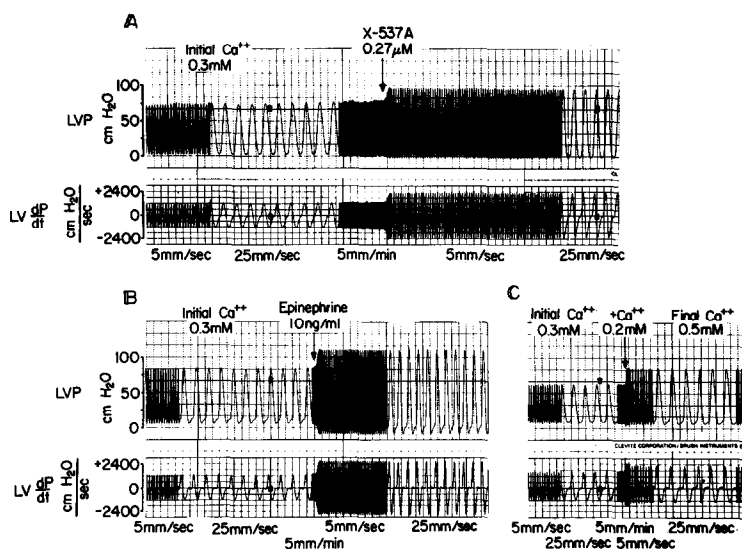 A
Initial Ca++
0.3mM
X-537A
0.27μM
100
LVP
cm H2O
50
0
+2400
LV dp/dt
cm H2O/sec
0
-2400
5mm/sec 25mm/sec 5mm/min 5mm/sec 25mm/sec
B
Initial Ca++
0.3mM
Epinephrine
10ng/ml
100
LVP
cm H2O
50
0
+2400
LV dp/dt
cm H2O/sec
0
-2400
5mm/sec 25mm/sec 5mm/sec 25mm/sec
5mm/min
C
Initial Ca++
0.3mM
+Ca++
0.2mM
Final Ca++
0.5mM
CLEVITE CORPORATION / BRUSH INSTRUMENTS
5mm/sec 5mm/min 25mm/sec
25mm/sec 5mm/sec